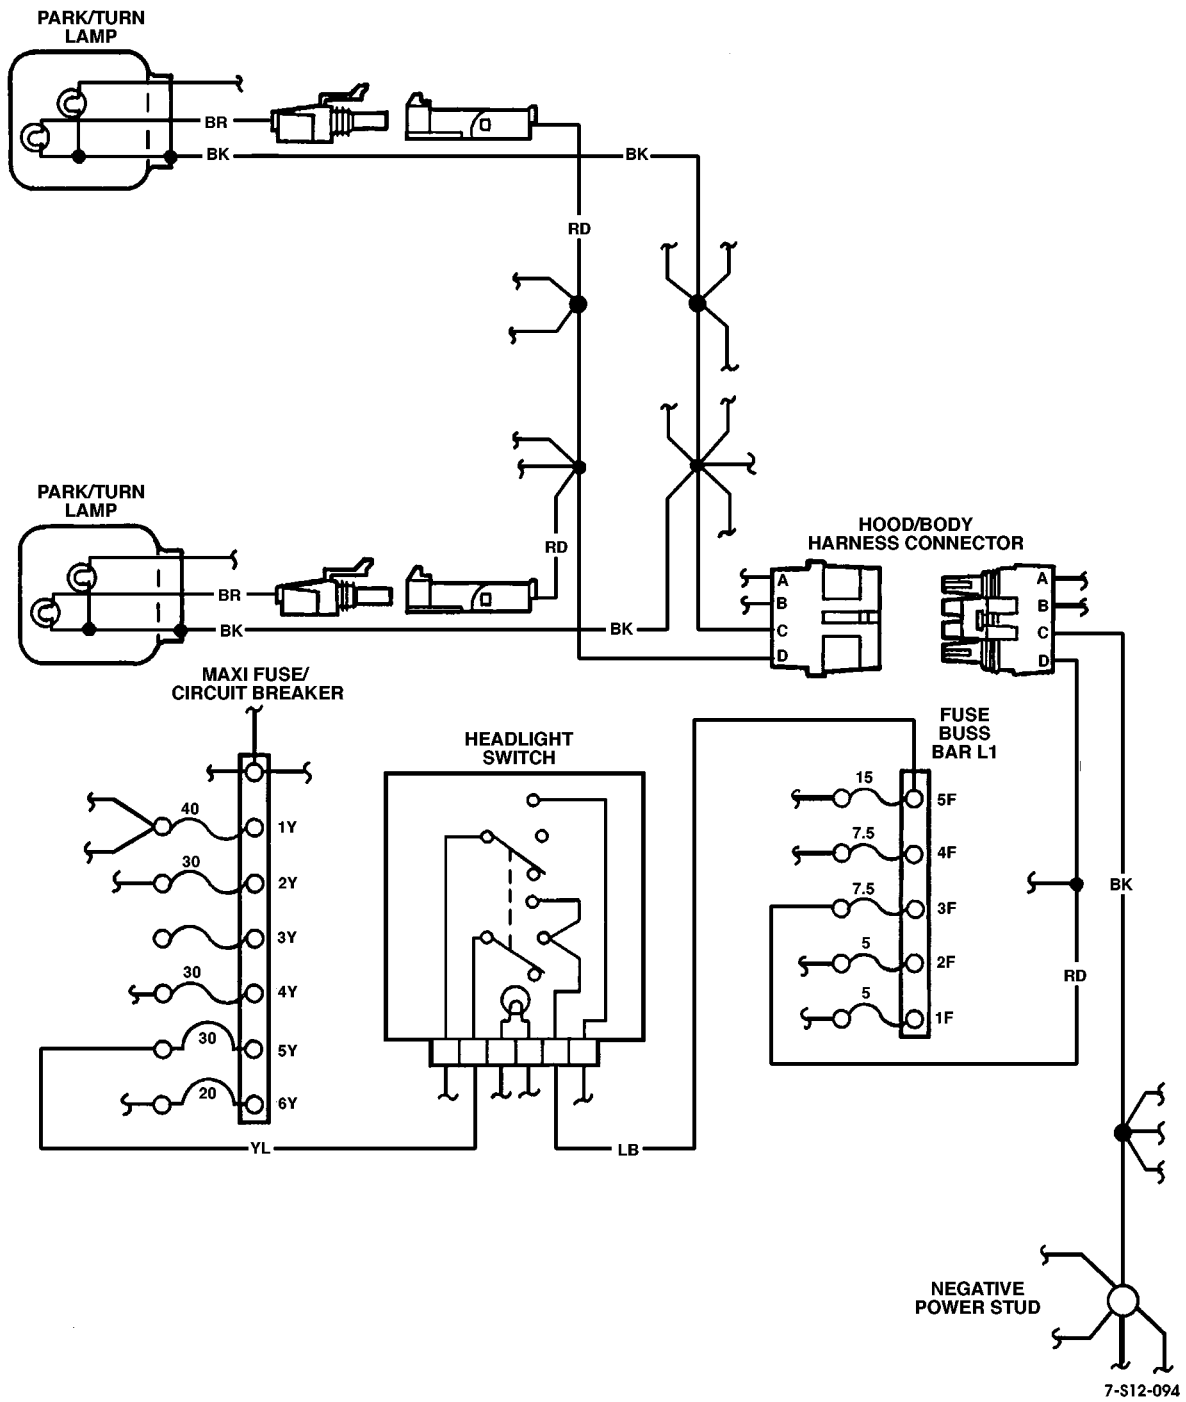 PARK/TURN
LAMP
BR
BK
BK
RD
PARK/TURN
LAMP
RD
BR
BK
BK
HOOD/BODY
HARNESS CONNECTOR
A
B
C
D
A
B
C
D
MAXI FUSE/
CIRCUIT BREAKER
40
1Y
30
2Y
3Y
30
4Y
30
5Y
20
6Y
YL
HEADLIGHT
SWITCH
LB
FUSE
BUSS
BAR L1
15
5F
7.5
4F
7.5
3F
5
2F
5
1F
BK
RD
NEGATIVE
POWER STUD
7-S12-094